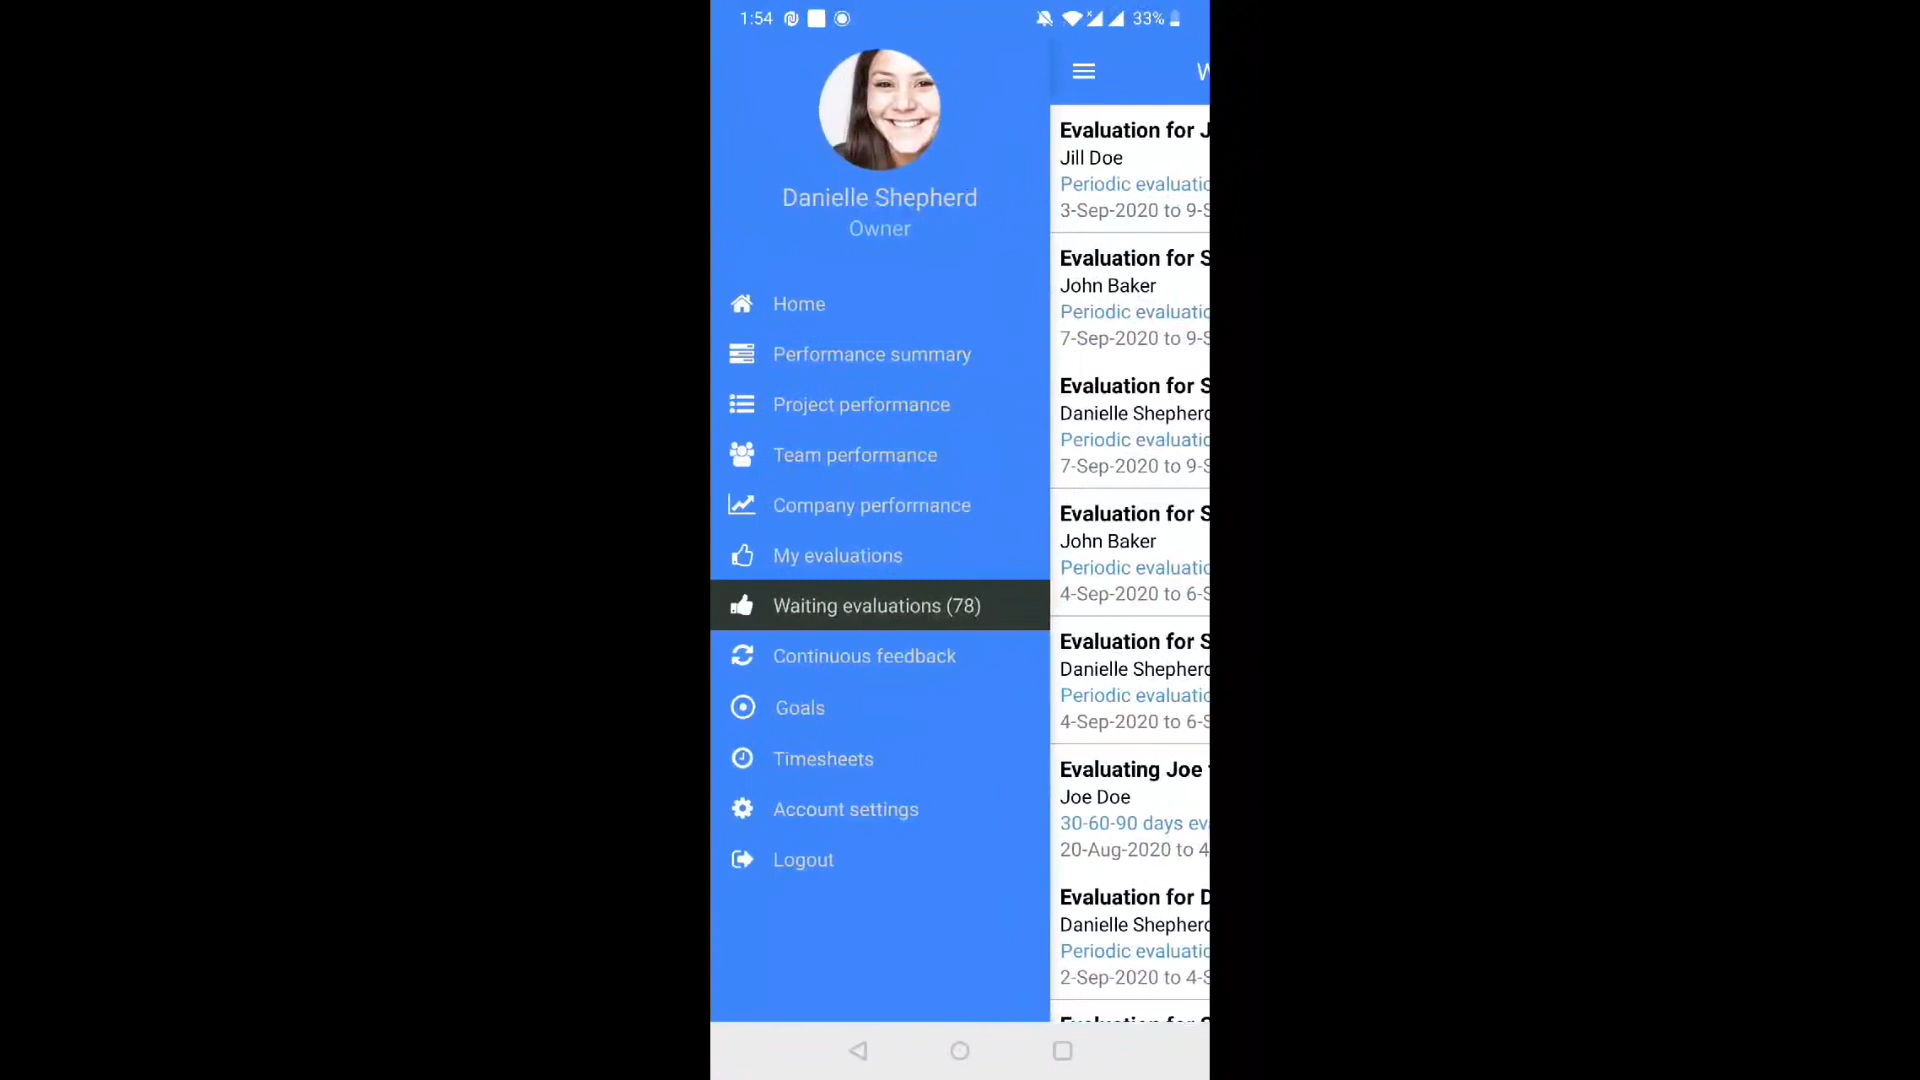 1:54
33%
Danielle Shepherd
Owner
Home
Performance summary
Project performance
Team performance
Company performance
My evaluations
Waiting evaluations (78)
Continuous feedback
Goals
Timesheets
Account settings
Logout
W
Evaluation for J
Jill Doe
Periodic evaluatio
3-Sep-2020 to 9-S
Evaluation for S
John Baker
Periodic evaluatio
7-Sep-2020 to 9-S
Evaluation for S
Danielle Shepherd
Periodic evaluatio
7-Sep-2020 to 9-S
Evaluation for S
John Baker
Periodic evaluatio
4-Sep-2020 to 6-S
Evaluation for S
Danielle Shepherd
Periodic evaluatio
4-Sep-2020 to 6-S
Evaluating Joe
Joe Doe
30-60-90 days ev
20-Aug-2020 to 4
Evaluation for D
Danielle Shepherd
Periodic evaluatio
2-Sep-2020 to 4-S